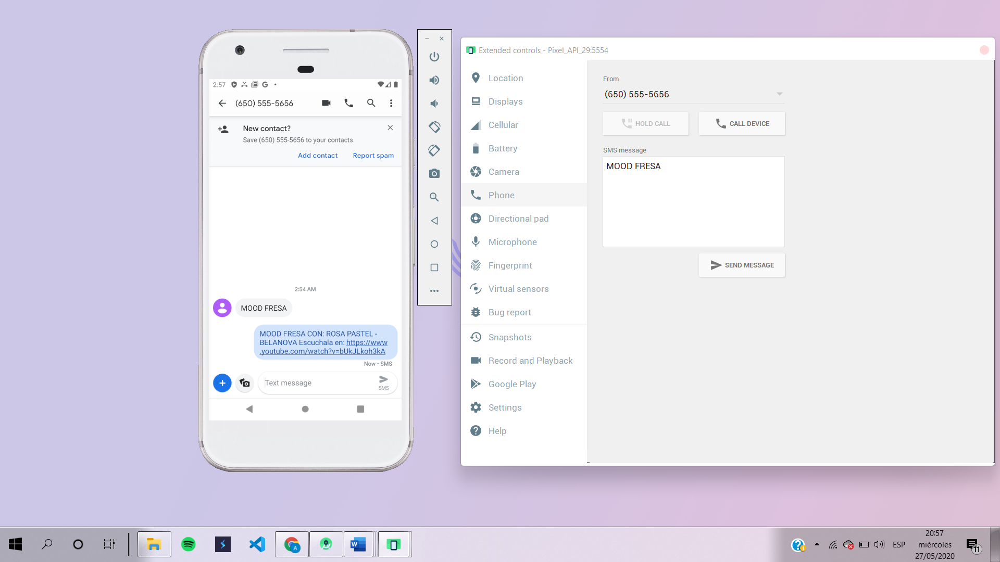 2:57
(650) 555-5656
New contact?
Save (650) 555-5656 to your contacts
Add contact
Report spam
2:54 AM
MOOD FRESA
MOOD FRESA CON: ROSA PASTEL -
BELANOVA Escuchala en: https://www
.youtube.com/watch?v=bUkJLkoh3kA
Now • SMS
Text message
SMS
Extended controls - Pixel_API_29:5554
Location
Displays
Cellular
Battery
Camera
Phone
Directional pad
Microphone
Fingerprint
Virtual sensors
Bug report
Snapshots
Record and Playback
Google Play
Settings
Help
From
(650) 555-5656
HOLD CALL
CALL DEVICE
SMS message
MOOD FRESA
SEND MESSAGE
ESP
20:57
miércoles
27/05/2020
11